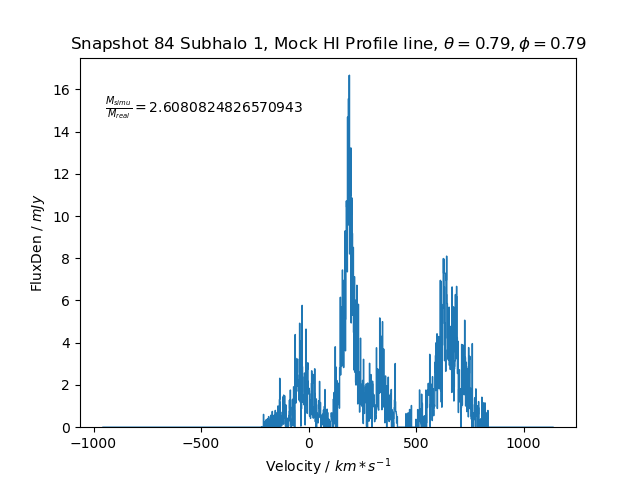 Snapshot 84 Subhalo 1, Mock HI Profile line, θ = 0.79, ϕ = 0.79
M_simu/M_real = 2.6080824826570943
16
14
12
10
8
6
4
2
0
FluxDen / mJy
−1000 −500 0 500 1000
Velocity / km * s⁻¹